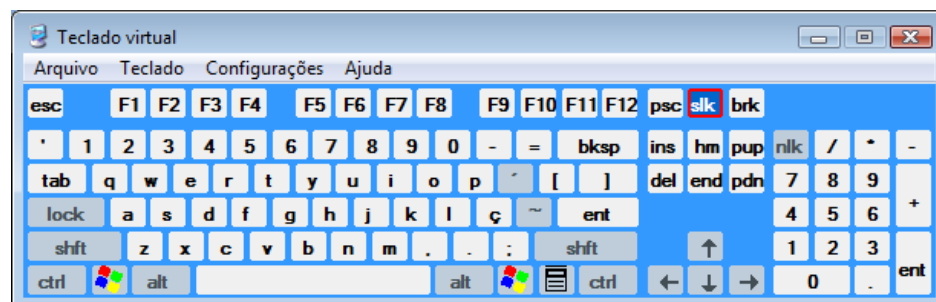 Teclado virtual
Arquivo Teclado Configurações Ajuda
esc F1 F2 F3 F4 F5 F6 F7 F8 F9 F10 F11 F12 psc slk brk
' 1 2 3 4 5 6 7 8 9 0 - = bksp ins hm pup nlk / * -
tab q w e r t y u i o p ´ [ ] del end pdn 7 8 9 +
lock a s d f g h j k l ç ~ ent 4 5 6
shft z x c v b n m , . ; shft ↑ 1 2 3 ent
ctrl alt alt ctrl ← ↓ → 0 .